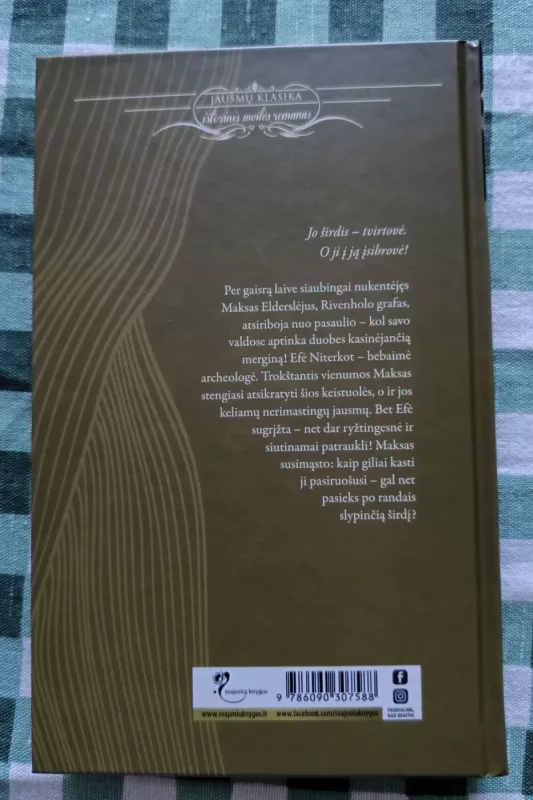 JAUSMŲ KLASIKA
istorinis meilės romanas
Jo širdis – tvirtovė.
O ji į ją įsibrovė!
Per gaisrą laive siaubingai nukentėjęs
Maksas Elderslėjus, Rivenholo grafas,
atsiriboja nuo pasaulio – kol savo
valdose aptinka duobes kasinėjančią
merginą! Efė Niterkot – bebaimė
archeologė. Trokštantis vienumos Maksas
stengiasi atsikratyti šios keistuolės, o ir jos
keliamų nerimastingų jausmų. Bet Efė
sugrįžta – net dar ryžtingesnė ir
siutinamai patraukli! Maksas
susimąsto: kaip giliai kasti
ji pasiruošusi – gal net
pasieks po randais
slypinčią širdį?
svajonių knygos
9 786090 307588
www.svajoniuknygos.lt
www.facebook.com/svajoniuknygos
PASIDALINK,
KAD SKAITAI